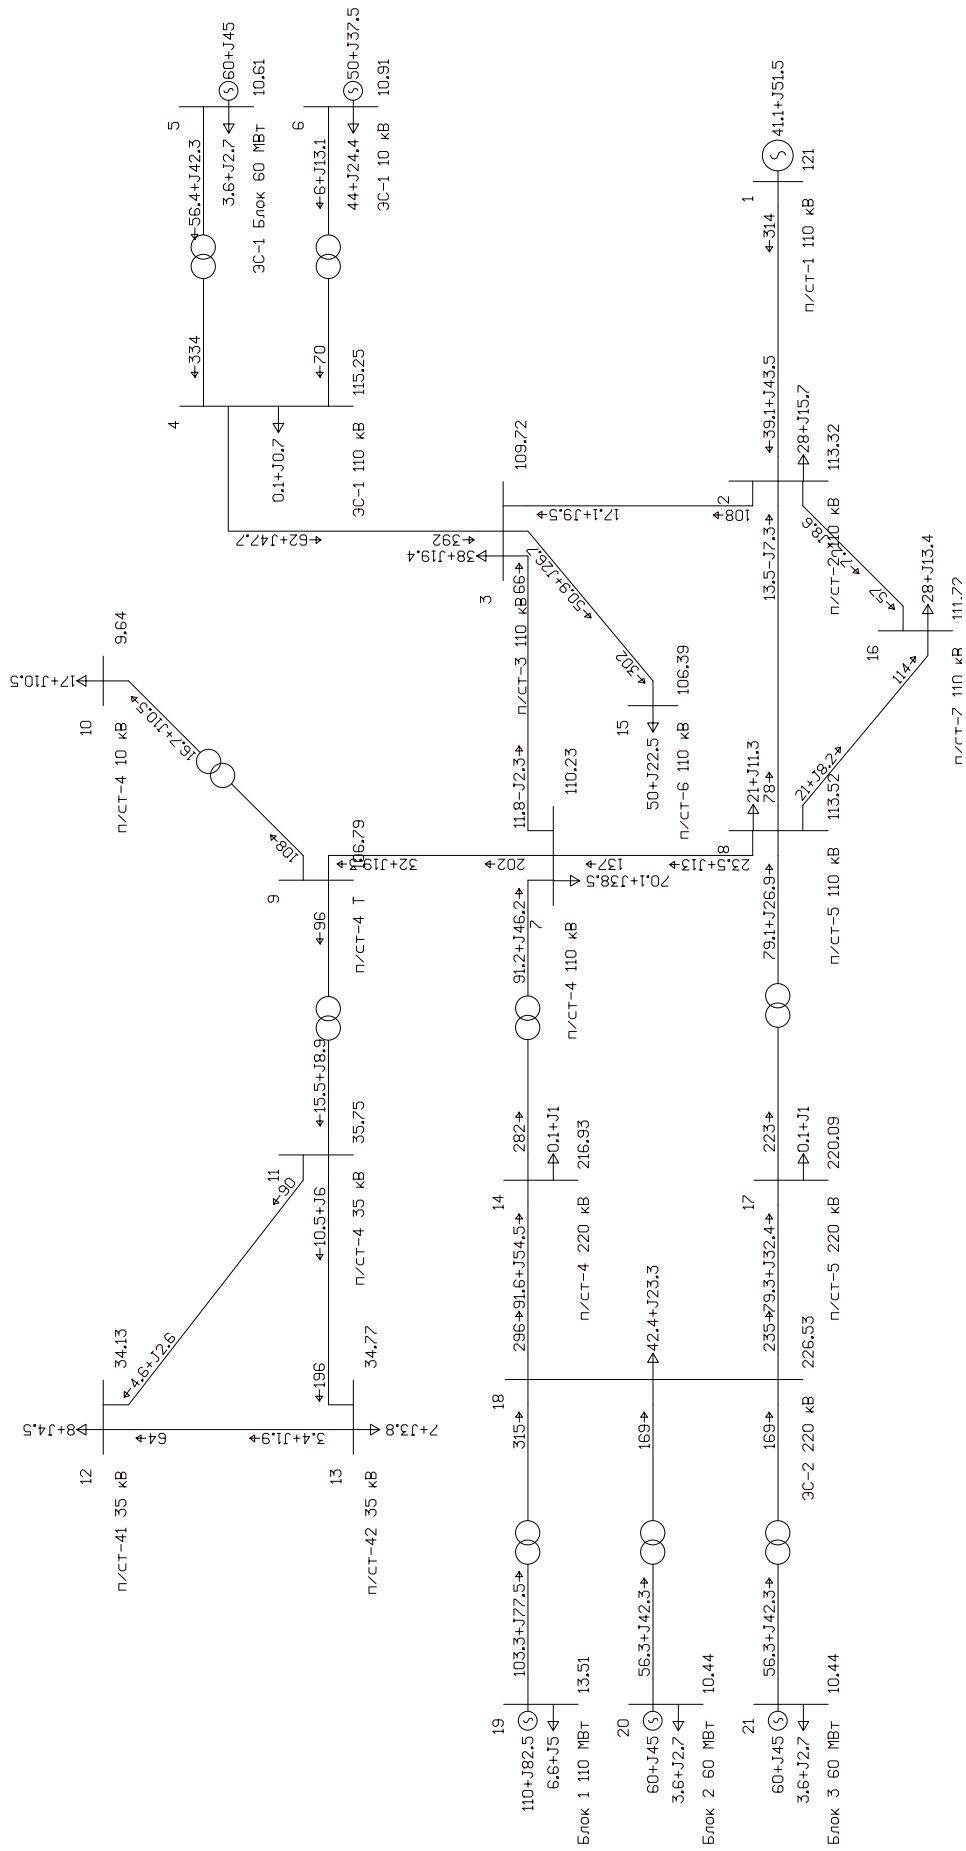 5
60+J45
56.4+J42.3
3.6+J2.7
10.61
ЭС-1 Блок 60 МВт
6
50+J37.5
6+J13.1
44+J24.4
10.91
ЭС-1 10 кВ
4
334
70
0.1+J0.7
115.25
ЭС-1 110 кВ
62+J47.7
392
1
41.1+J51.5
121
314
п/ст-1 110 кВ
39.1+J43.5
2
28+J15.7
113.32
п/ст-2 110 кВ
108
17.1+J9.5
13.5-J7.3
7.7+J8.6
57
3
109.72
38+J19.4
п/ст-3 110 кВ
66
50.9+J26.7
302
15
106.39
50+J22.5
п/ст-6 110 кВ
16
28+J13.4
111.72
п/ст-7 110 кВ
114
21+J8.2
10
9.64
17+J10.5
п/ст-4 10 кВ
16.7+J10.5
108
9
106.79
п/ст-4 Т
96
32+J19
202
7
110.23
11.8-J2.3
70.1+J38.5
п/ст-4 110 кВ
91.2+J46.2
137
23.5+J13
8
21+J11.3
78
113.52
п/ст-5 110 кВ
79.1+J26.9
15.5+J8.9
11
35.75
п/ст-4 35 кВ
90
10.5+J6
12
34.13
8+J4.5
п/ст-41 35 кВ
4.6+J2.6
64
3.4+J1.9
13
34.77
196
7+J3.8
п/ст-42 35 кВ
14
282
0.1+J1
216.93
п/ст-4 220 кВ
91.6+J54.5
296
17
223
0.1+J1
220.09
п/ст-5 220 кВ
79.3+J32.4
235
18
42.4+J23.3
226.53
ЭС-2 220 кВ
315
169
169
19
103.3+J77.5
110+J82.5
6.6+J5
13.51
Блок 1 110 МВт
20
56.3+J42.3
60+J45
3.6+J2.7
10.44
Блок 2 60 МВт
21
56.3+J42.3
60+J45
3.6+J2.7
10.44
Блок 3 60 МВт